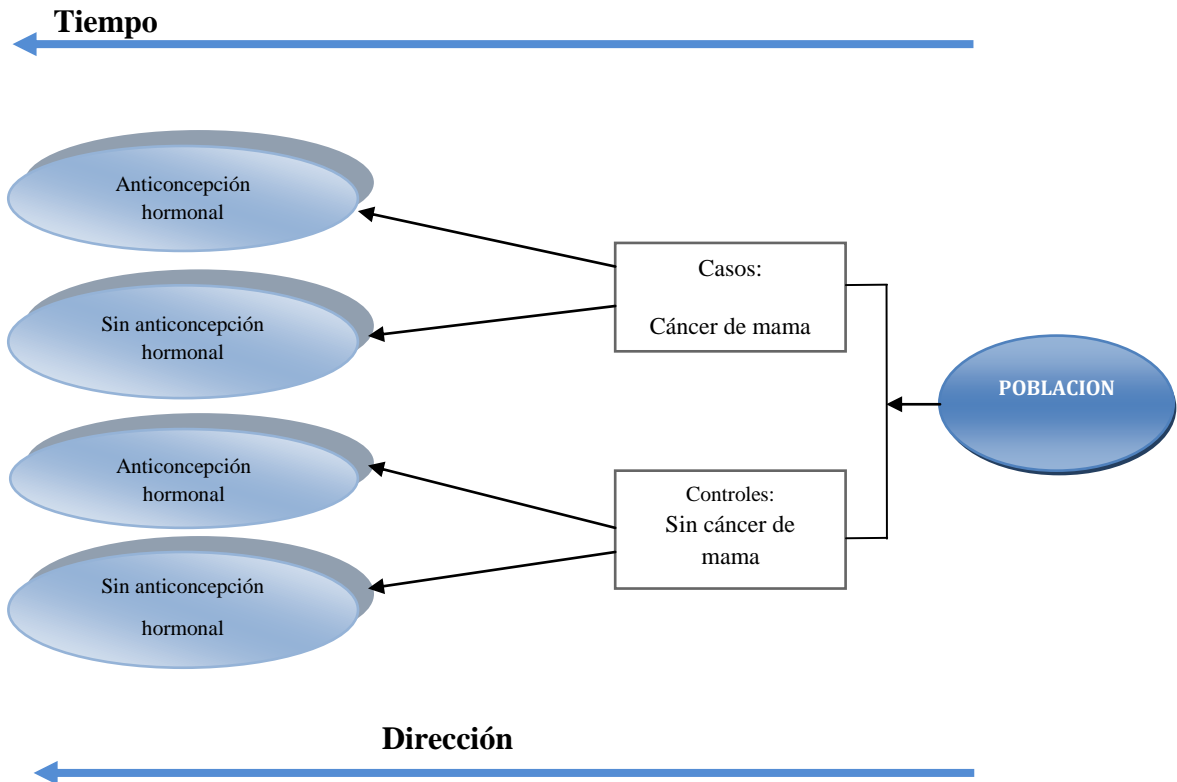 Tiempo
Anticoncepción
hormonal
Sin anticoncepción
hormonal
Anticoncepción
hormonal
Sin anticoncepción
hormonal
Casos:
Cáncer de mama
Controles:
Sin cáncer de
mama
POBLACION
Dirección